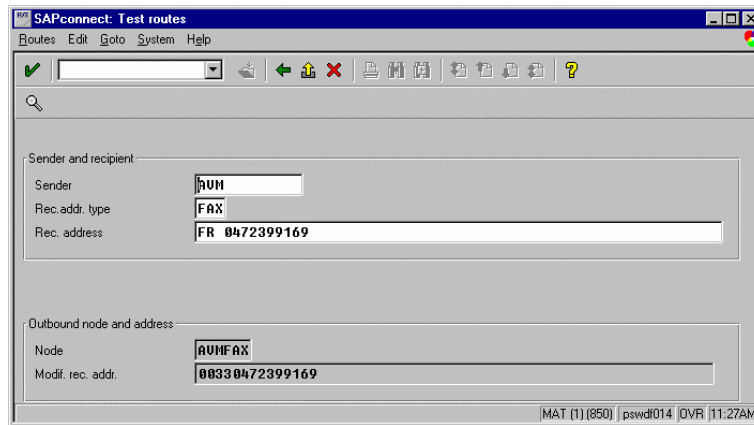 SAPconnect: Test routes
Routes Edit Goto System Help
Sender and recipient
Sender AVM
Rec.addr. type FAX
Rec. address FR 0472399169
Outbound node and address
Node AVMFAX
Modif. rec. addr. 00330472399169
MAT (1) (850) pswdf014 OVR 11:27AM